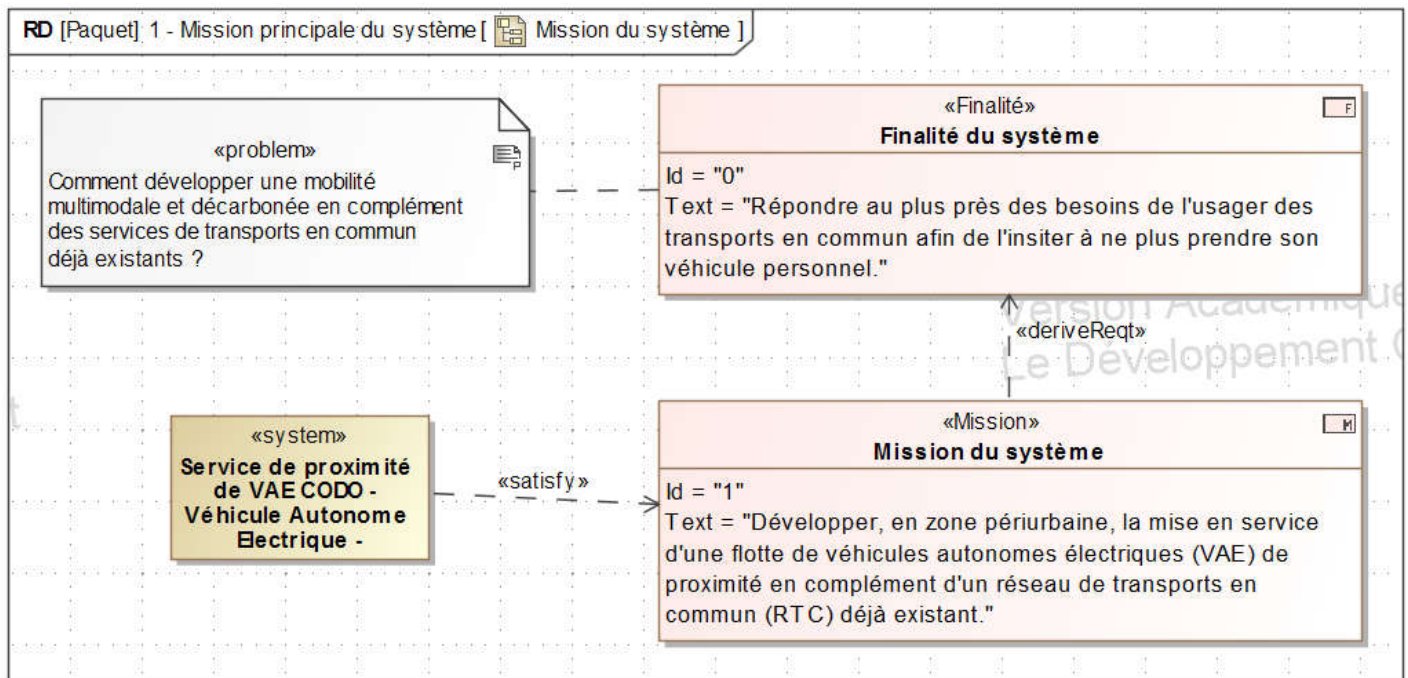 RD [Paquet] 1 - Mission principale du système [ Mission du système ]
«problem»
Comment développer une mobilité
multimodale et décarbonée en complément
des services de transports en commun
déjà existants ?
«Finalité»
F
Finalité du système
Id = "0"
Text = "Répondre au plus près des besoins de l'usager des
transports en commun afin de l'insiter à ne plus prendre son
véhicule personnel."
Version Académique
«deriveReqt»
Le Développement
«system»
Service de proximité
de VAE CODO -
Véhicule Autonome
Electrique -
«satisfy»
«Mission»
M
Mission du système
Id = "1"
Text = "Développer, en zone périurbaine, la mise en service
d'une flotte de véhicules autonomes électriques (VAE) de
proximité en complément d'un réseau de transports en
commun (RTC) déjà existant."